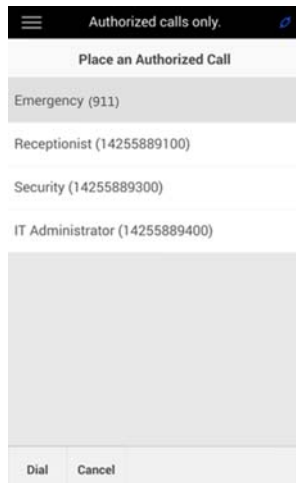 Authorized calls only.
Place an Authorized Call
Emergency (911)
Receptionist (14255889100)
Security (14255889300)
IT Administrator (14255889400)
Dial Cancel